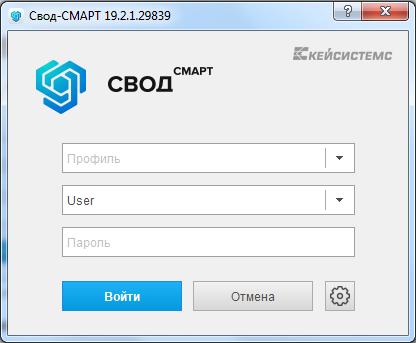 Свод-СМАРТ 19.2.1.29839
КЕЙСИСТЕМС
СВОД СМАРТ
Профиль
User
Пароль
Войти
Отмена